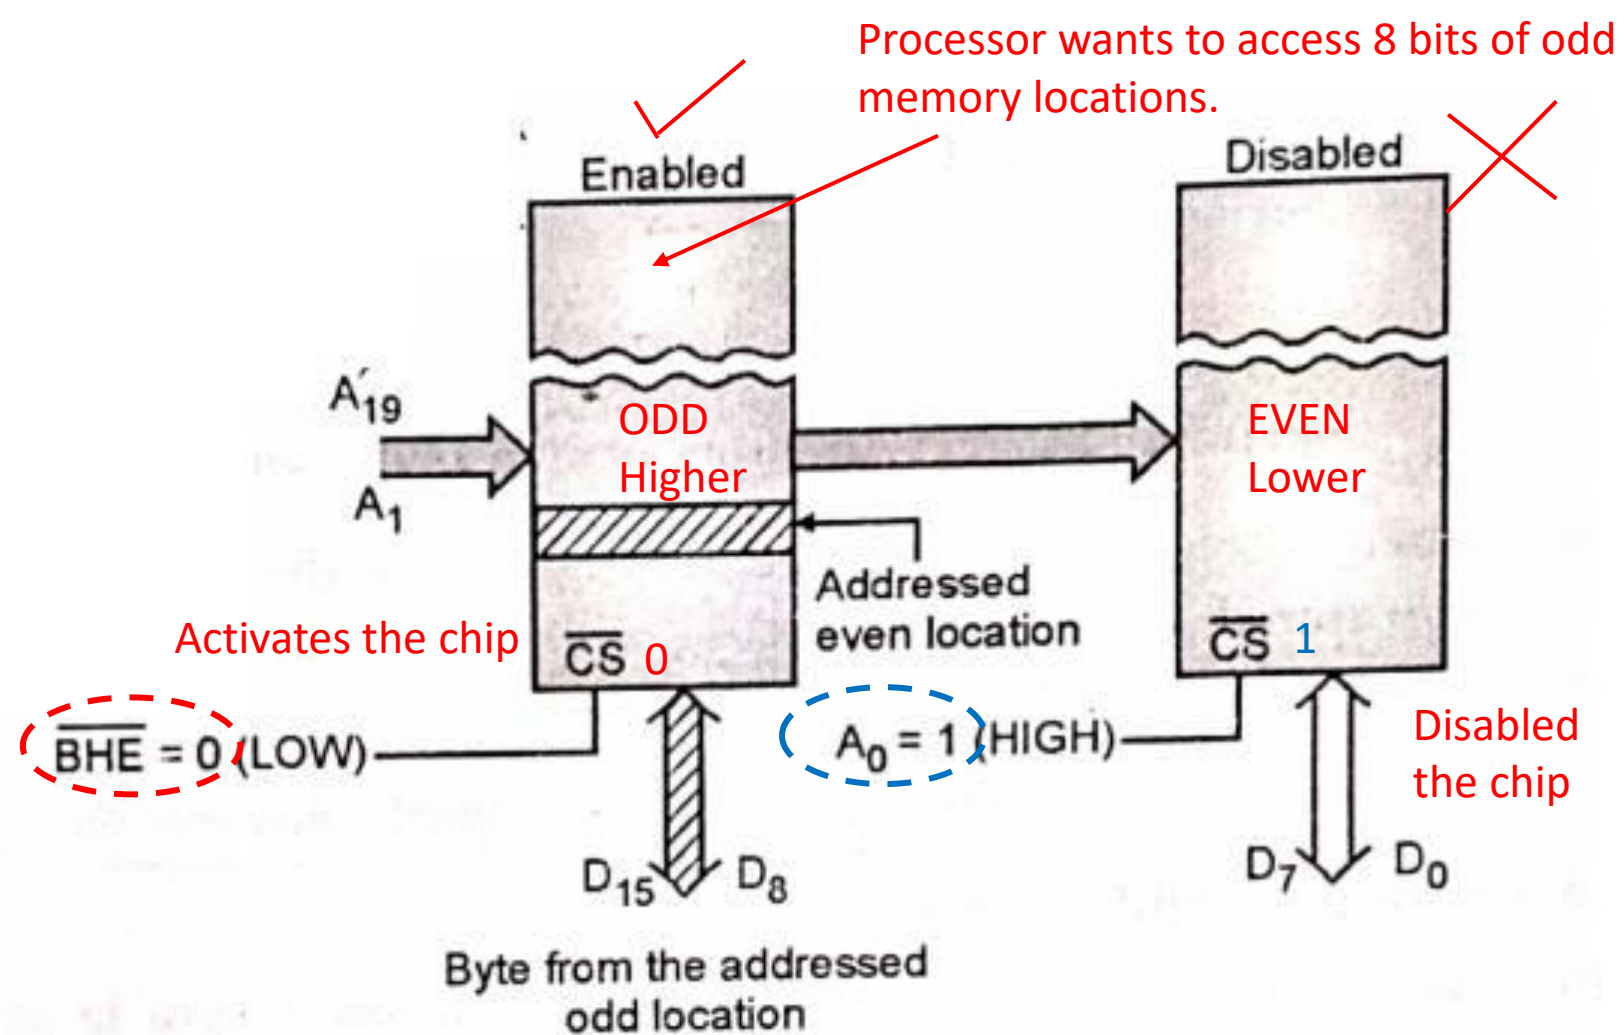 Processor wants to access 8 bits of odd
memory locations.
Enabled
Disabled
A19
A1
ODD
Higher
EVEN
Lower
Addressed
even location
Activates the chip
CS 0
CS 1
BHE = 0 (LOW)
A0 = 1 (HIGH)
Disabled
the chip
D15 D8
D7 D0
Byte from the addressed
odd location